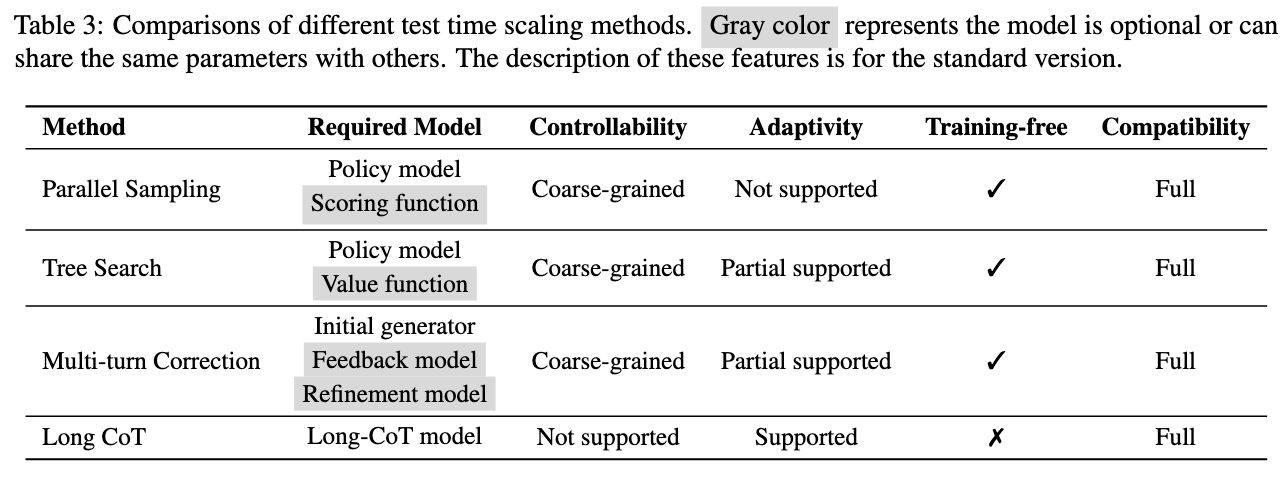 Table 3: Comparisons of different test time scaling methods. Gray color represents the model is optional or can
share the same parameters with others. The description of these features is for the standard version.
Method Required Model Controllability Adaptivity Training-free Compatibility
Policy model
Parallel Sampling Scoring function Coarse-grained Not supported ✓ Full
Policy model
Tree Search Value function Coarse-grained Partial supported ✓ Full
Initial generator
Multi-turn Correction Feedback model Coarse-grained Partial supported ✓ Full
Refinement model
Long CoT Long-CoT model Not supported Supported ✗ Full